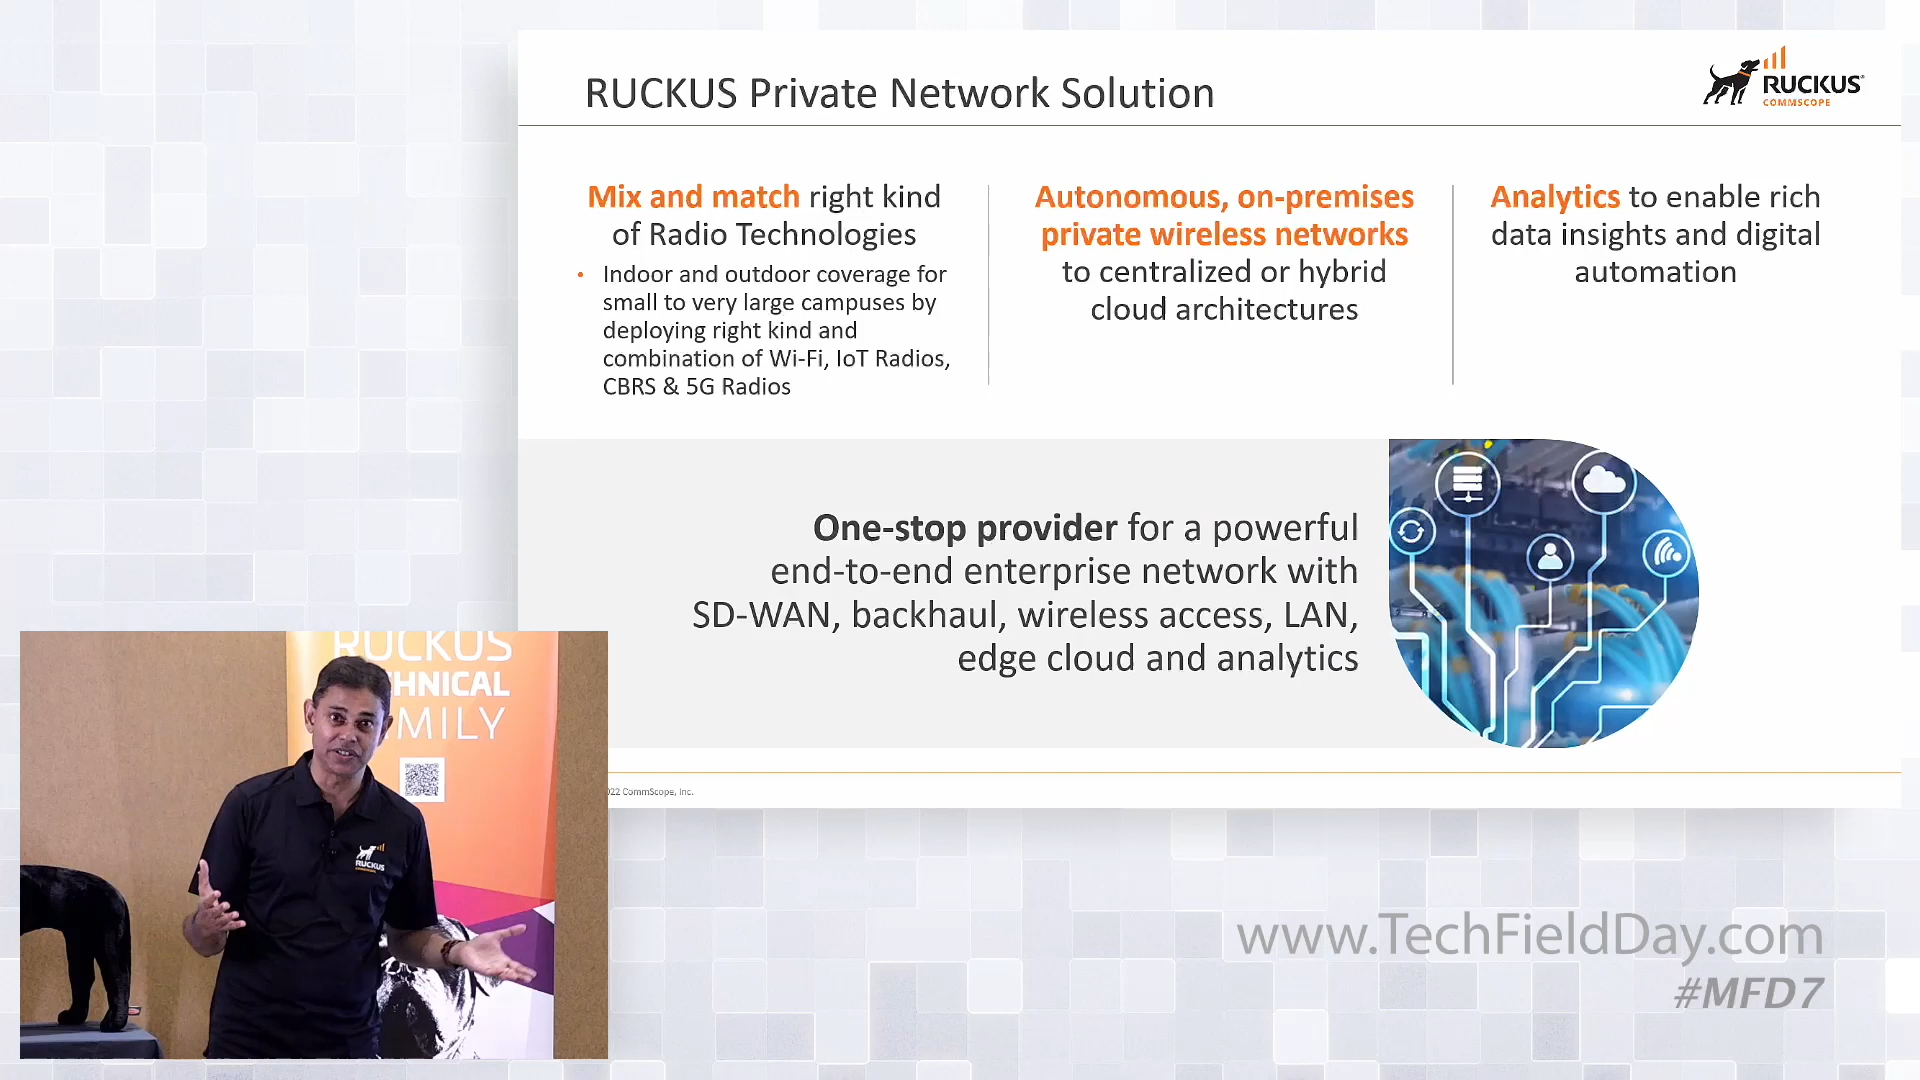 RUCKUS Private Network Solution
RUCKUS®
COMMSCOPE
Mix and match right kind
of Radio Technologies
• Indoor and outdoor coverage for
small to very large campuses by
deploying right kind and
combination of Wi-Fi, IoT Radios,
CBRS & 5G Radios
Autonomous, on-premises
private wireless networks
to centralized or hybrid
cloud architectures
Analytics to enable rich
data insights and digital
automation
One-stop provider for a powerful
end-to-end enterprise network with
SD-WAN, backhaul, wireless access, LAN,
edge cloud and analytics
22 CommScope, Inc.
RUCKUS
HNICAL
MILY
RUCKUS
www.TechFieldDay.com
#MFD7